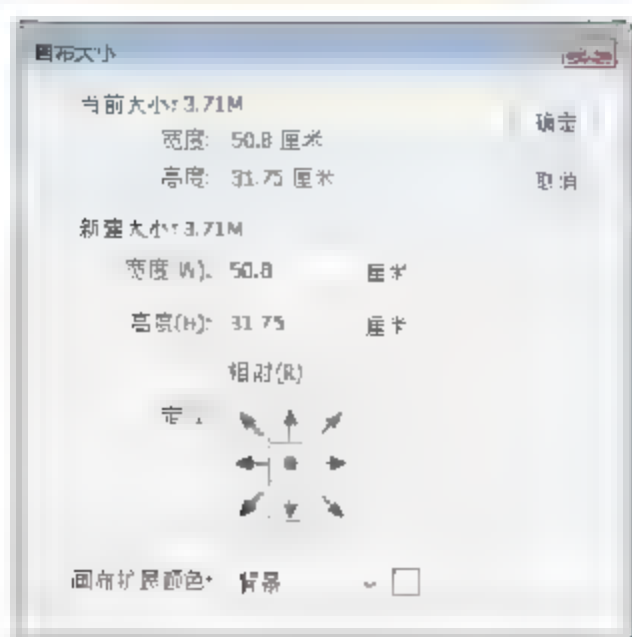 画布大小
当前大小: 3.71M
确定
宽度: 50.8 厘米
高度: 31.75 厘米
取消
新建大小: 3.71M
宽度(W): 50.8 厘米
高度(H): 31.75 厘米
相对(R)
定
画布扩展颜色: 背景